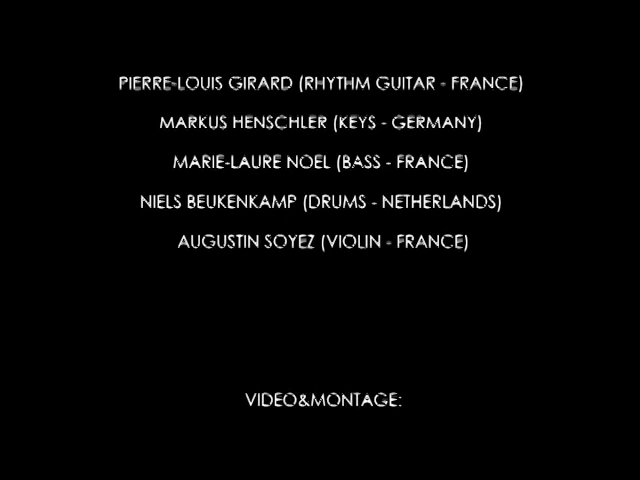 PIERRE-LOUIS GIRARD (RHYTHM GUITAR - FRANCE)
MARKUS HENSCHLER (KEYS - GERMANY)
MARIE-LAURE NOEL (BASS - FRANCE)
NIELS BEUKENKAMP (DRUMS - NETHERLANDS)
AUGUSTIN SOYEZ (VIOLIN - FRANCE)
VIDEO&MONTAGE: